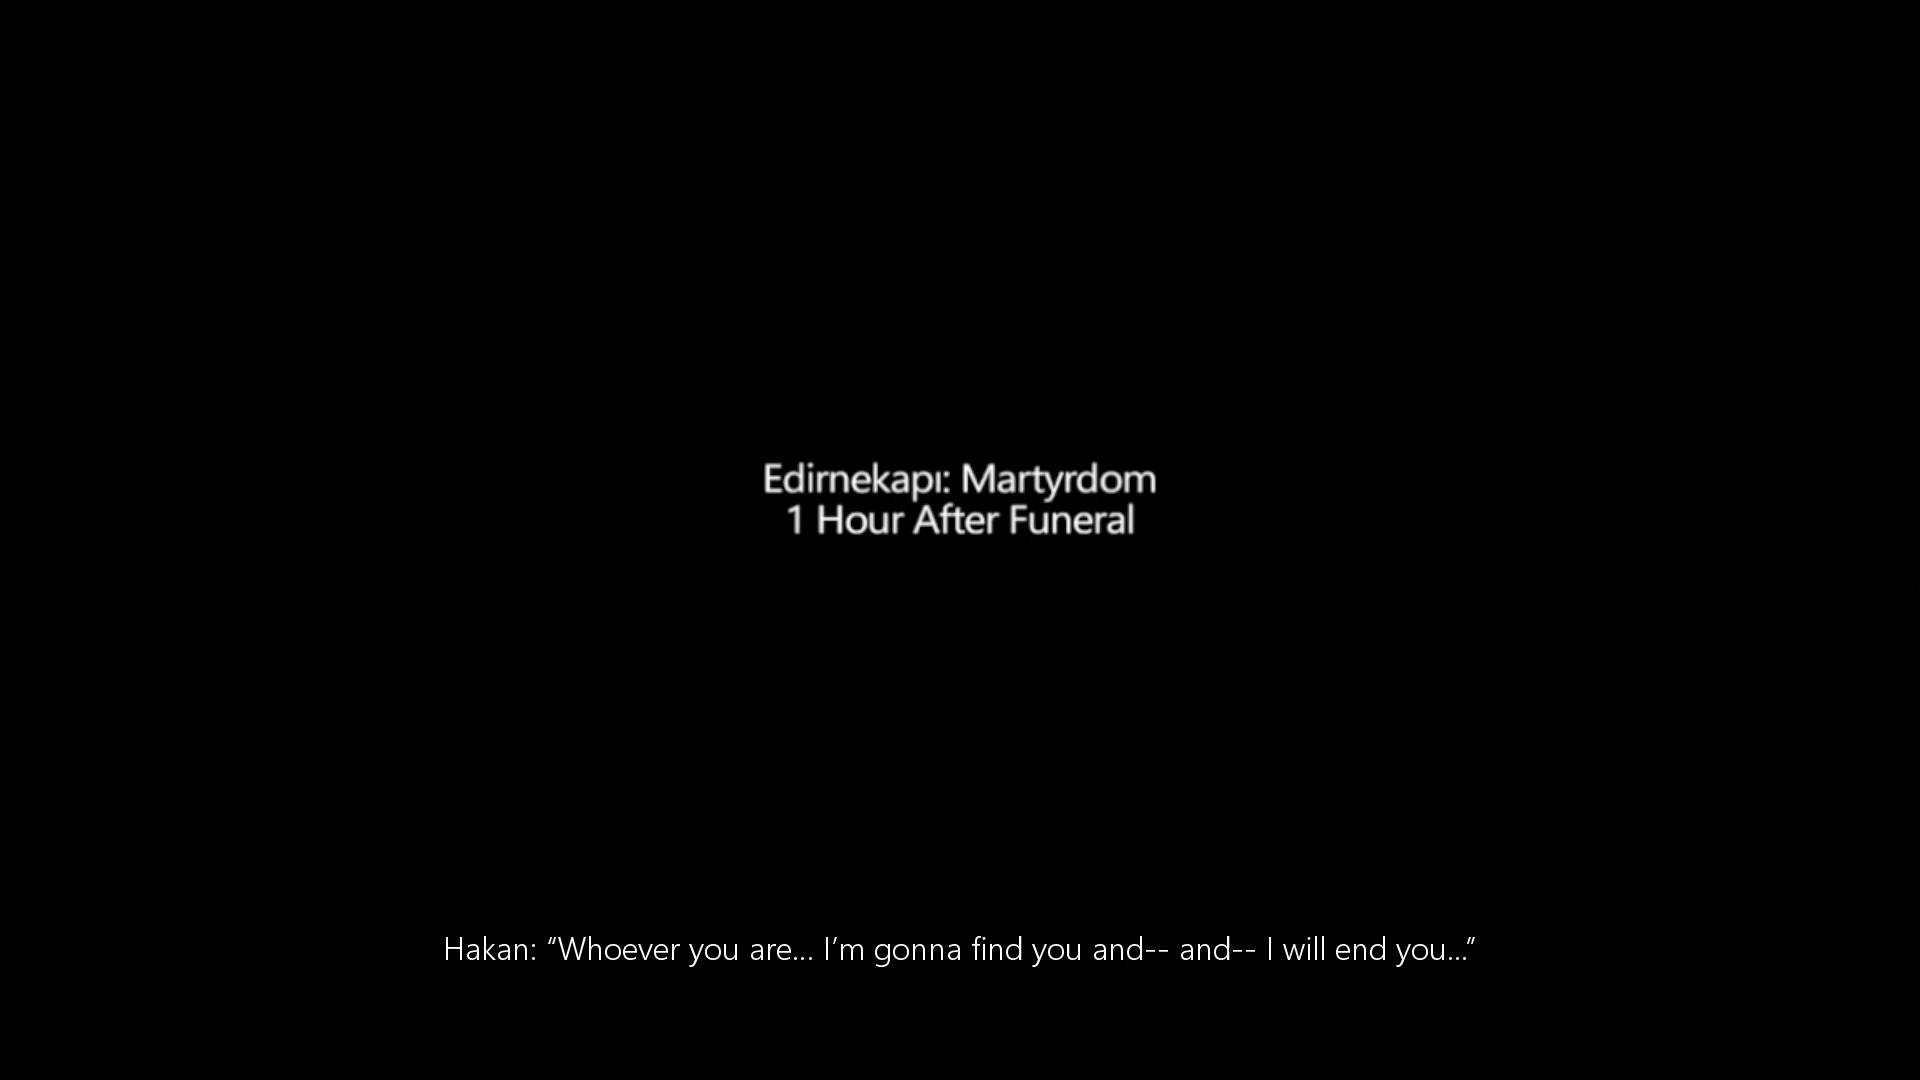 Edirnekapı: Martyrdom
1 Hour After Funeral
Hakan: “Whoever you are... I’m gonna find you and-- and-- I will end you...”